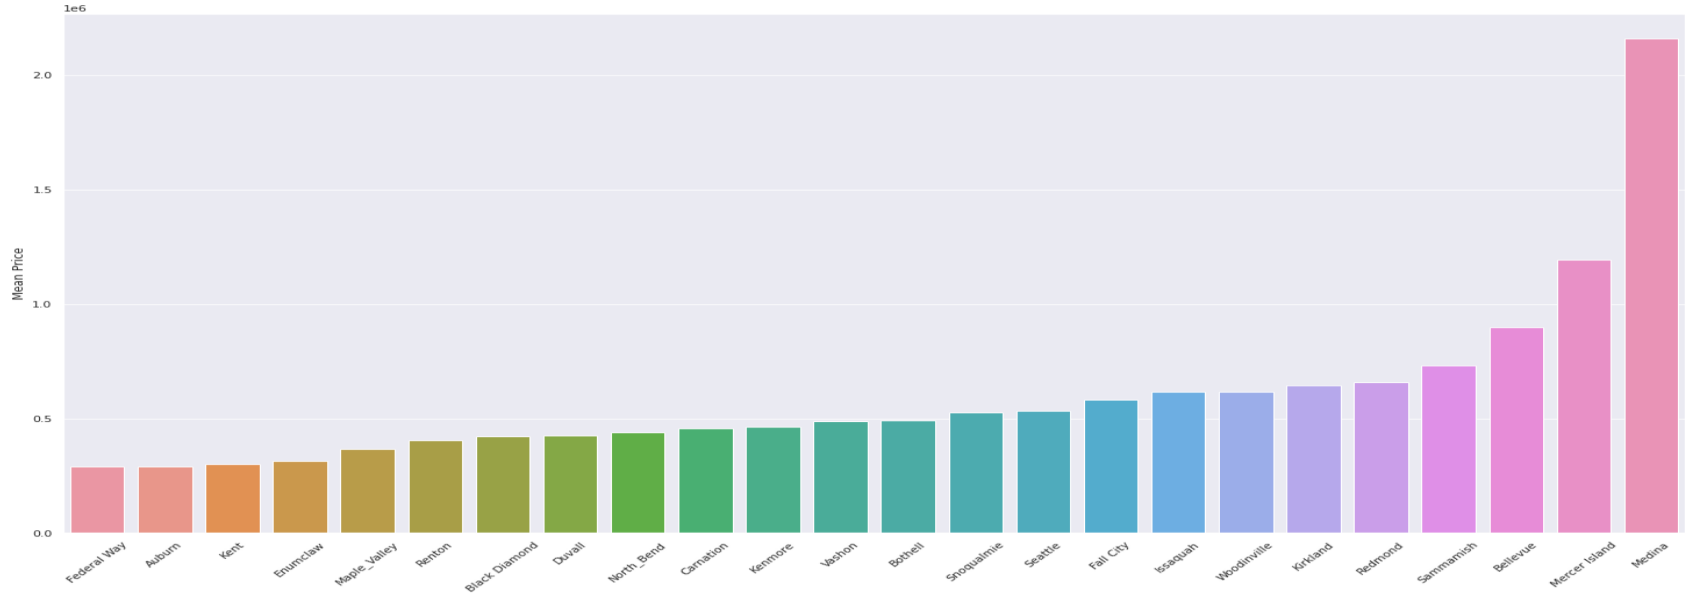 1e6
2.0
1.5
1.0
0.5
0.0
Mean Price
Federal Way
Auburn
Kent
Enumclaw
Maple_Valley
Renton
Black Diamond
Duvall
North_Bend
Carnation
Kenmore
Vashon
Bothell
Snoqualmie
Seattle
Fall City
Issaquah
Woodinville
Kirkland
Redmond
Sammamish
Bellevue
Mercer Island
Medina